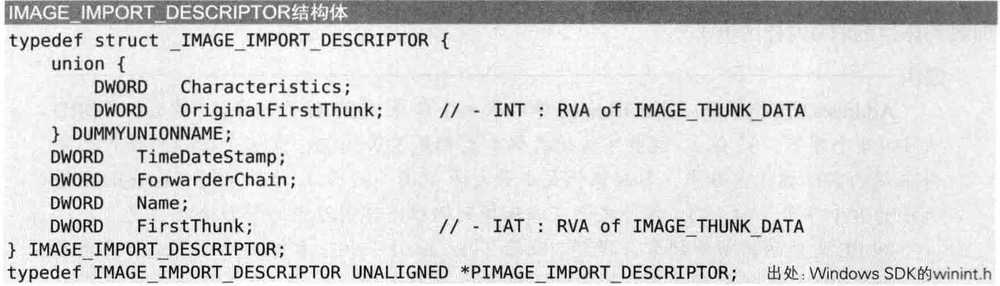 IMAGE_IMPORT_DESCRIPTOR结构体
typedef struct _IMAGE_IMPORT_DESCRIPTOR {
union {
DWORD Characteristics;
DWORD OriginalFirstThunk; // - INT : RVA of IMAGE_THUNK_DATA
} DUMMYUNIONNAME;
DWORD TimeDateStamp;
DWORD ForwarderChain;
DWORD Name;
DWORD FirstThunk; // - IAT : RVA of IMAGE_THUNK_DATA
} IMAGE_IMPORT_DESCRIPTOR;
typedef IMAGE_IMPORT_DESCRIPTOR UNALIGNED *PIMAGE_IMPORT_DESCRIPTOR; 出处: Windows SDK的winint.h